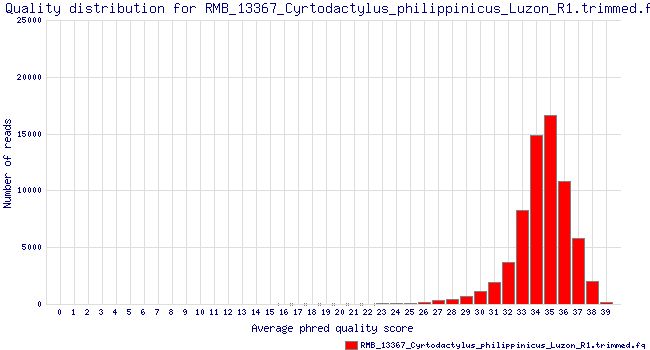 Quality distribution for RMB_13367_Cyrtodactylus_philippinicus_Luzon_R1.trimmed.f
25000
20000
15000
10000
5000
0
Number of reads
0 1 2 3 4 5 6 7 8 9 10 11 12 13 14 15 16 17 18 19 20 21 22 23 24 25 26 27 28 29 30 31 32 33 34 35 36 37 38 39
Average phred quality score
RMB_13367_Cyrtodactylus_philippinicus_Luzon_R1.trimmed.fq